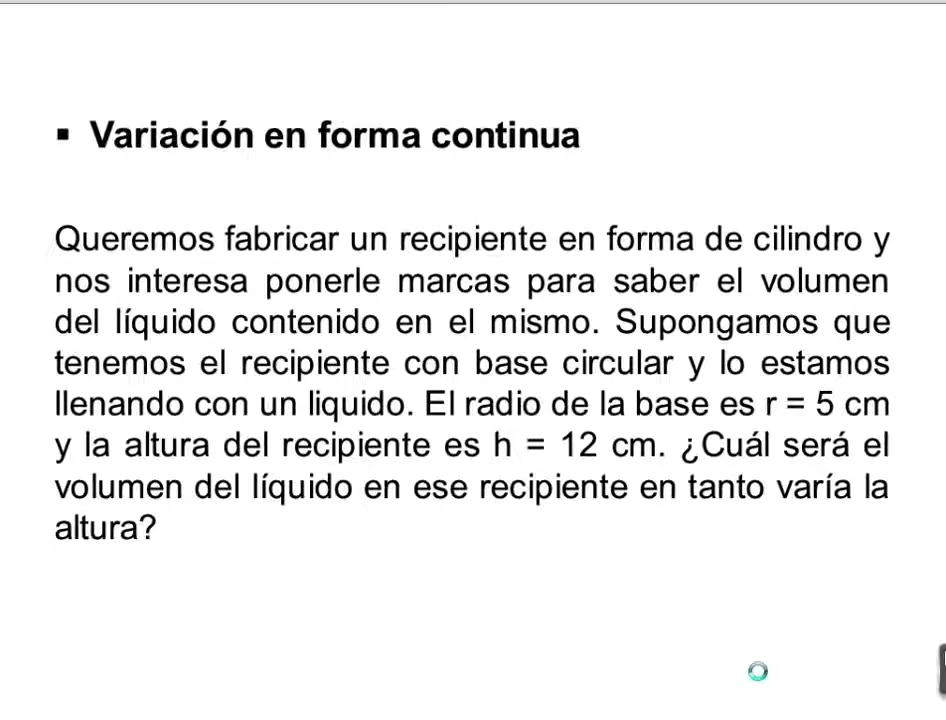 ▪ Variación en forma continua
Queremos fabricar un recipiente en forma de cilindro y
nos interesa ponerle marcas para saber el volumen
del líquido contenido en el mismo. Supongamos que
tenemos el recipiente con base circular y lo estamos
llenando con un liquido. El radio de la base es r = 5 cm
y la altura del recipiente es h = 12 cm. ¿Cuál será el
volumen del líquido en ese recipiente en tanto varía la
altura?